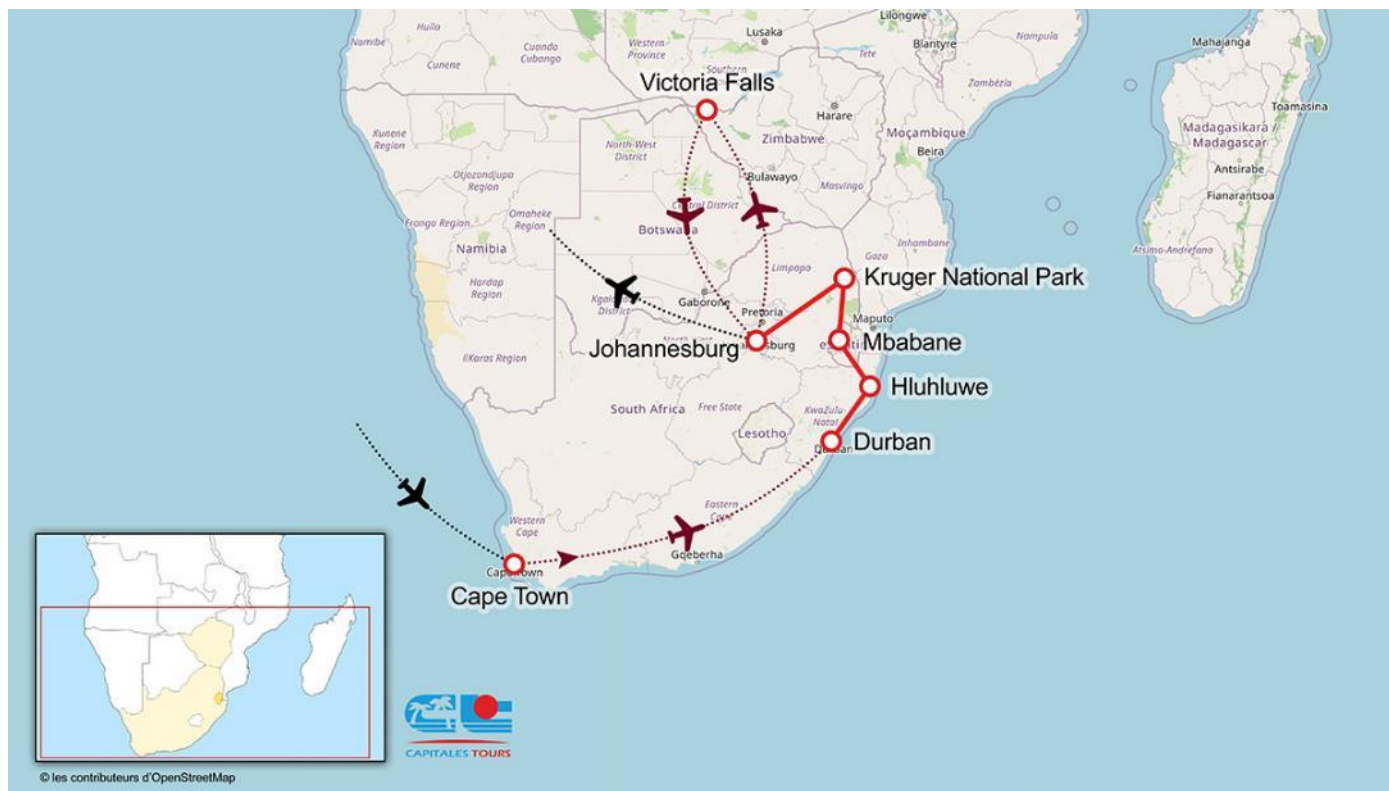 Lilongwe
Nampula
Huíla
Lusaka
Mahajanga
Namibe
Cuando
Cubango
Western
Province
Tete
Blantyre
Cunene
Southern
Victoria Falls
Zambézia
Toamasina
Harare
Kunene
Region
North-West
District
Zimbabwe
Moçambique
Madagasikara /
Madagascar
Beira
Otjozondjupa
Region
Antsirabe
Bulawayo
Masvingo
Fianarantsoa
Omaheke
Region
Central District
Erongo Region
Botswana
Inhambane
Namibia
Atsimo-Andrefana
Gaza
Limpopo
Hardap
Region
Kruger National Park
Gaborone
Pretoria
Maputo
Johannesburg
Mbabane
ǁKaras Region
Hluhluwe
South Africa
Free State
KwaZulu
Natal
Lesotho
Durban
Eastern
Cape
Western
Cape
Gqeberha
Cape Town
CAPITALES TOURS
© les contributeurs d'OpenStreetMap